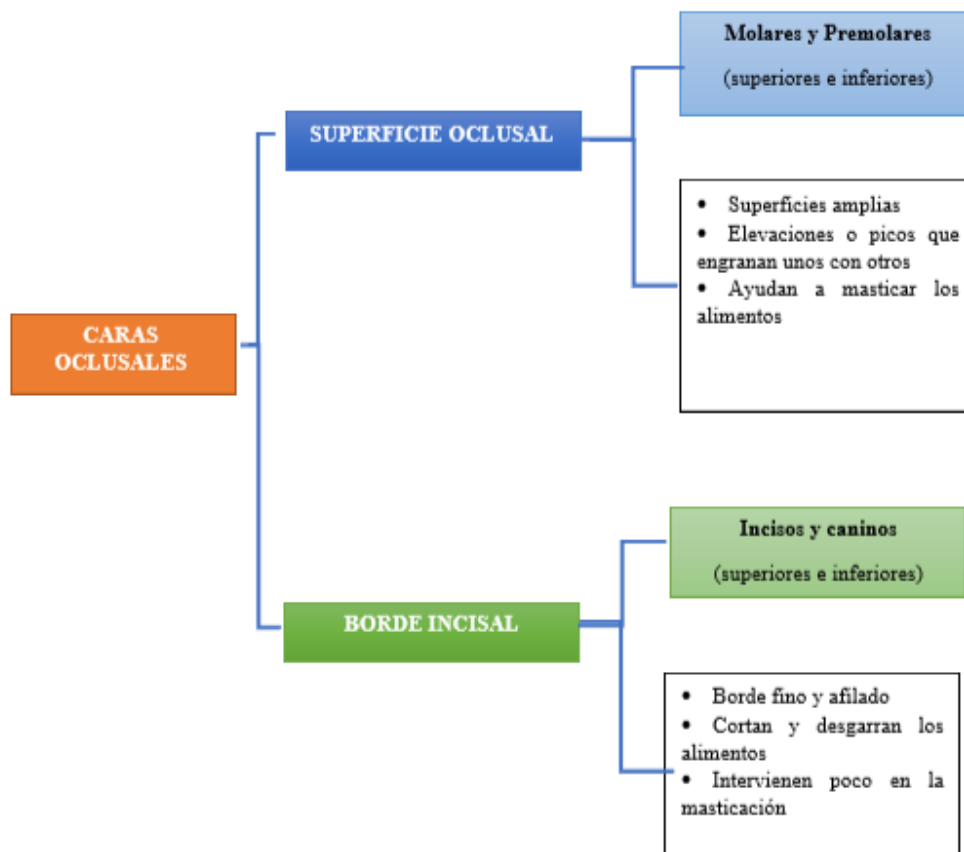 CARAS
OCLUSALES
SUPERFICIE OCLUSAL
Molares y Premolares
(superiores e inferiores)
• Superficies amplias
• Elevaciones o picos que
engranan unos con otros
• Ayudan a masticar los
alimentos
BORDE INCISAL
Incisos y caninos
(superiores e inferiores)
• Borde fino y afilado
• Cortan y desgarran los
alimentos
• Intervienen poco en la
masticación